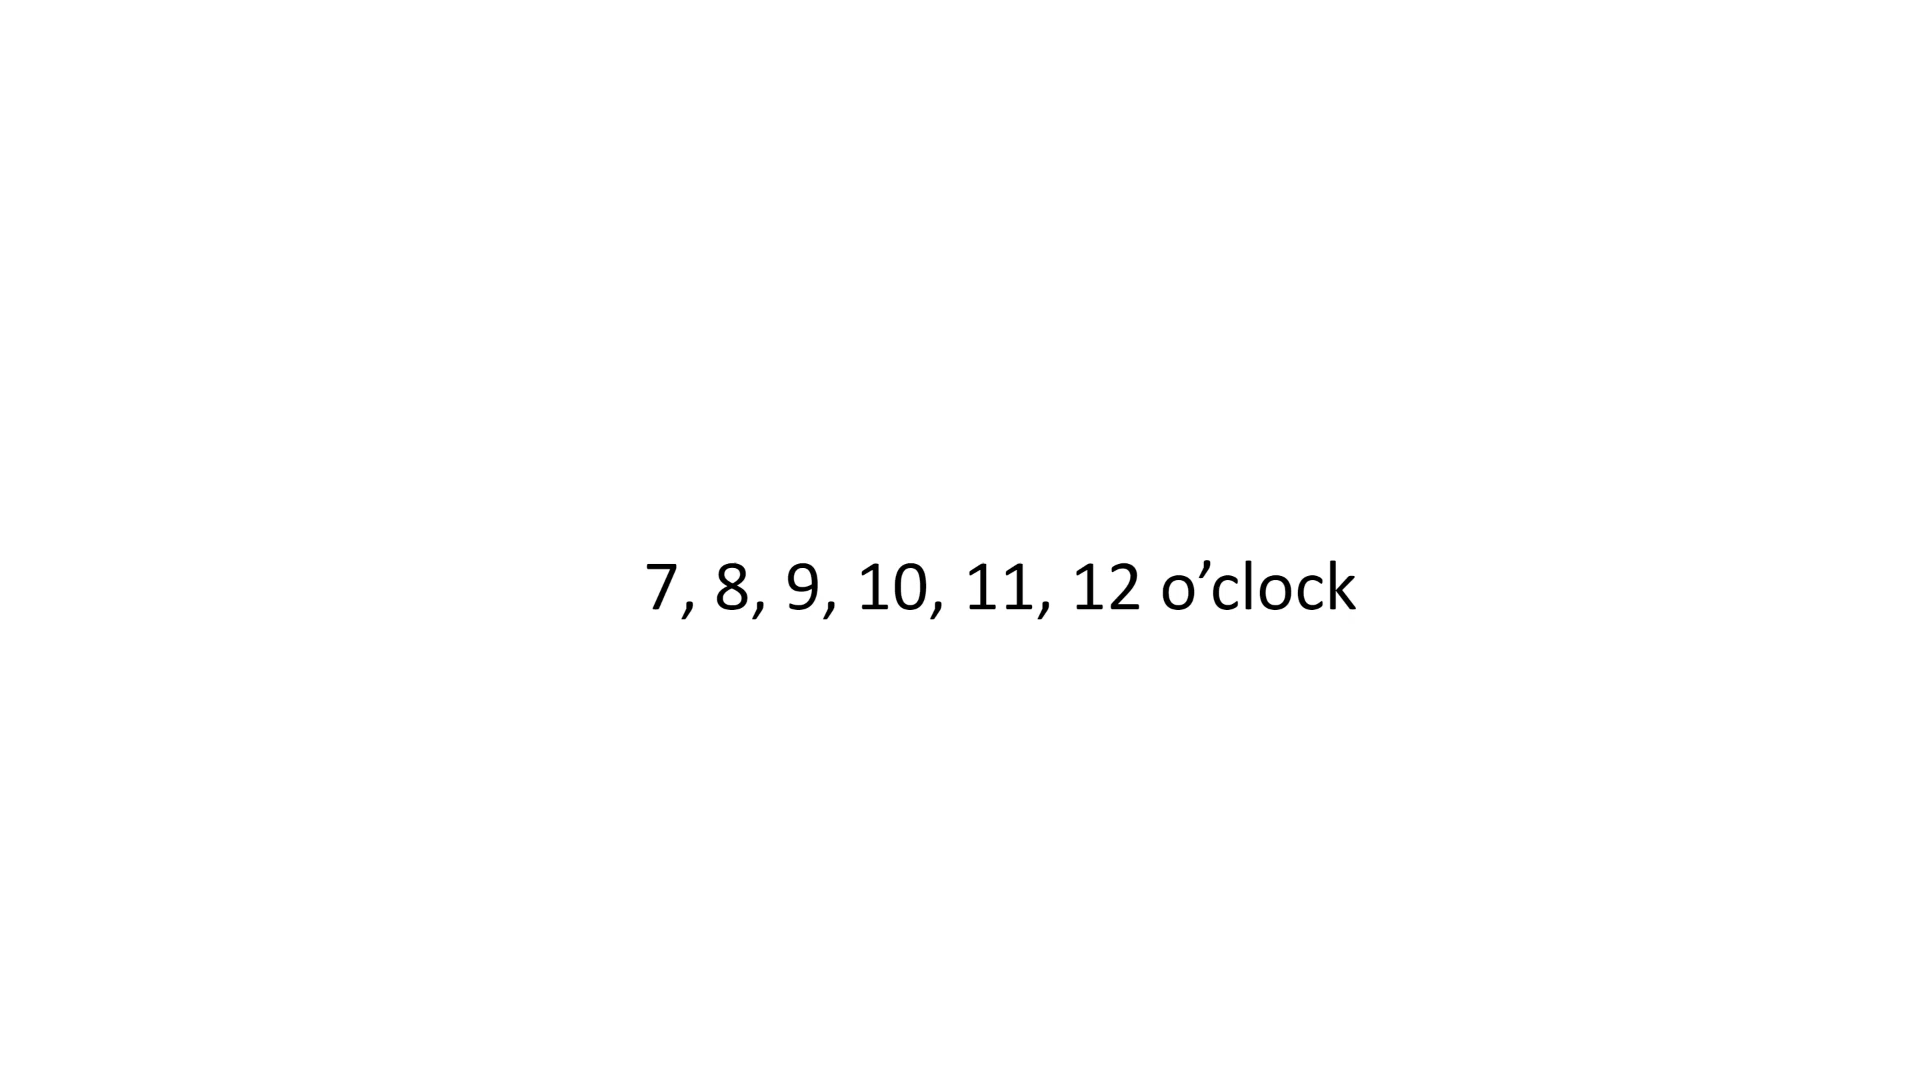 7, 8, 9, 10, 11, 12 o’clock